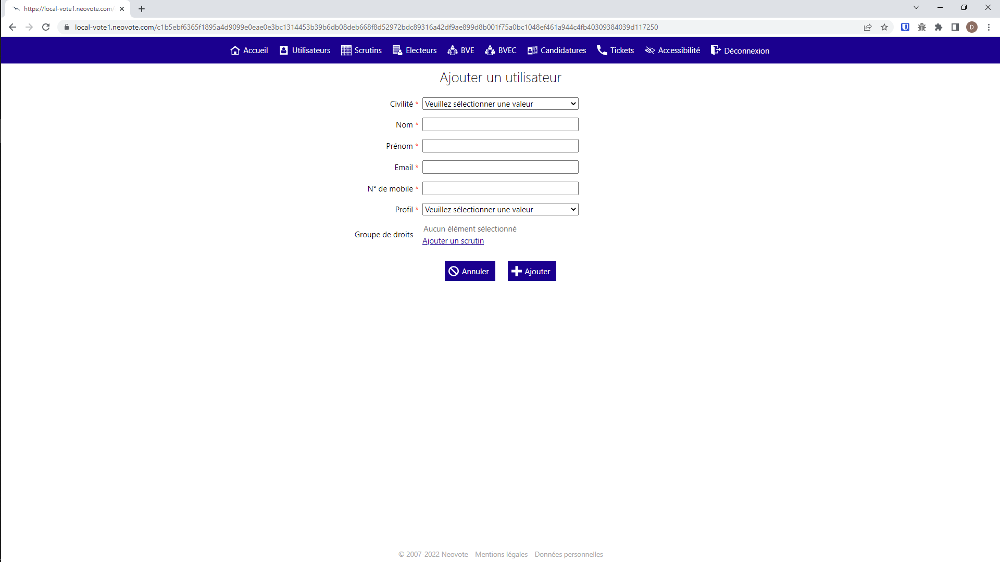 https://local-vote1.neovote.com/
local-vote1.neovote.com/c1b5ebf6365f1895a4d9099e0eae0e3bc1314453b39b6db08deb668f8d52972bdc89316a42df9ae899d8b001f75a0bc1048ef461a944c4fb40309384039d117250
D
Accueil Utilisateurs Scrutins Electeurs BVE BVEC Candidatures Tickets Accessibilité Déconnexion
Ajouter un utilisateur
Civilité * Veuillez sélectionner une valeur
Nom *
Prénom *
Email *
N° de mobile *
Profil * Veuillez sélectionner une valeur
Groupe de droits
Aucun élément sélectionné
Ajouter un scrutin
Annuler Ajouter
© 2007-2022 Neovote Mentions légales Données personnelles